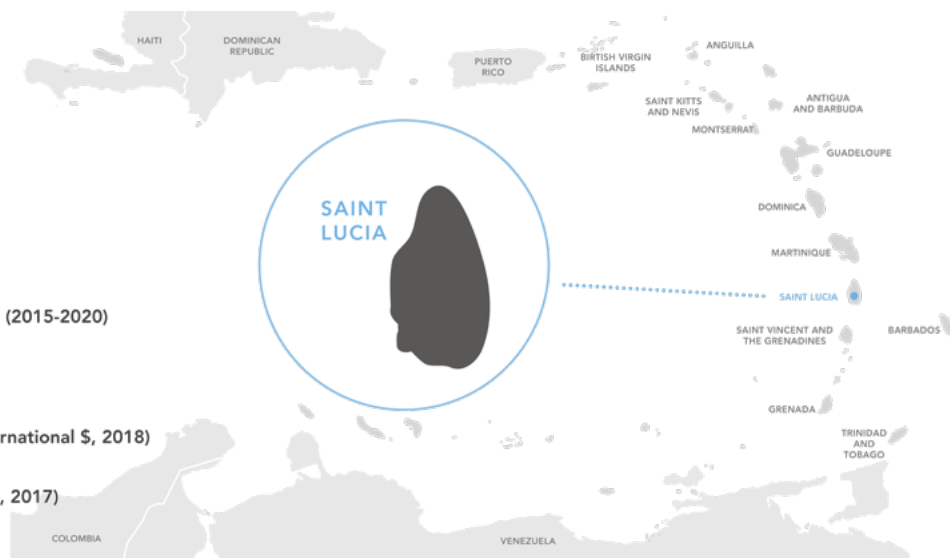 HAITI
DOMINICAN
REPUBLIC
PUERTO
RICO
BIRTISH VIRGIN
ISLANDS
ANGUILLA
SAINT KITTS
AND NEVIS
ANTIGUA
AND BARBUDA
MONTSERRAT
GUADELOUPE
DOMINICA
MARTINIQUE
SAINT
LUCIA
SAINT LUCIA
(2015-2020)
SAINT VINCENT AND
THE GRENADINES
BARBADOS
GRENADA
rnational $, 2018)
TRINIDAD
AND
TOBAGO
, 2017)
COLOMBIA
VENEZUELA